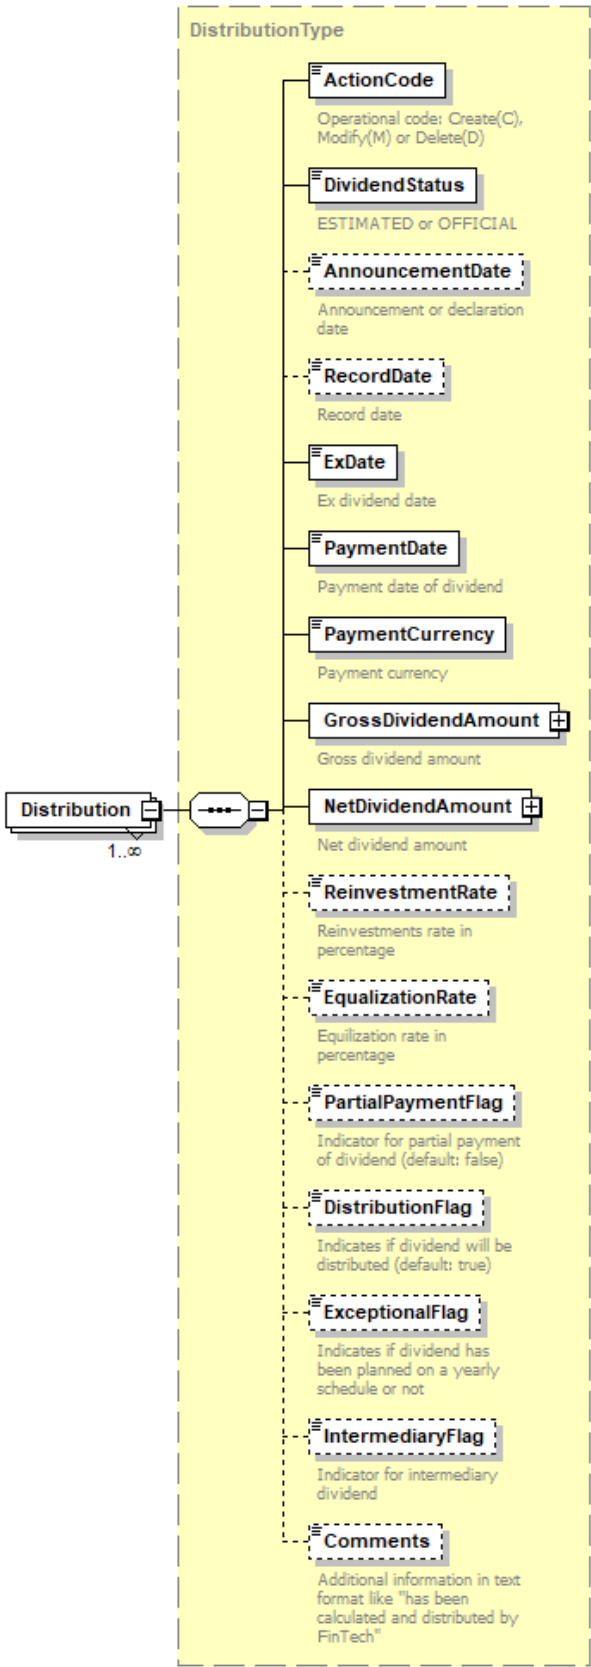 DistributionType
ActionCode
Operational code: Create(C),
Modify(M) or Delete(D)
DividendStatus
ESTIMATED or OFFICIAL
AnnouncementDate
Announcement or declaration
date
RecordDate
Record date
ExDate
Ex dividend date
PaymentDate
Payment date of dividend
PaymentCurrency
Payment currency
GrossDividendAmount
Gross dividend amount
Distribution
1..∞
NetDividendAmount
Net dividend amount
ReinvestmentRate
Reinvestments rate in
percentage
EqualizationRate
Equilization rate in
percentage
PartialPaymentFlag
Indicator for partial payment
of dividend (default: false)
DistributionFlag
Indicates if dividend will be
distributed (default: true)
ExceptionalFlag
Indicates if dividend has
been planned on a yearly
schedule or not
IntermediaryFlag
Indicator for intermediary
dividend
Comments
Additional information in text
format like "has been
calculated and distributed by
FinTech"